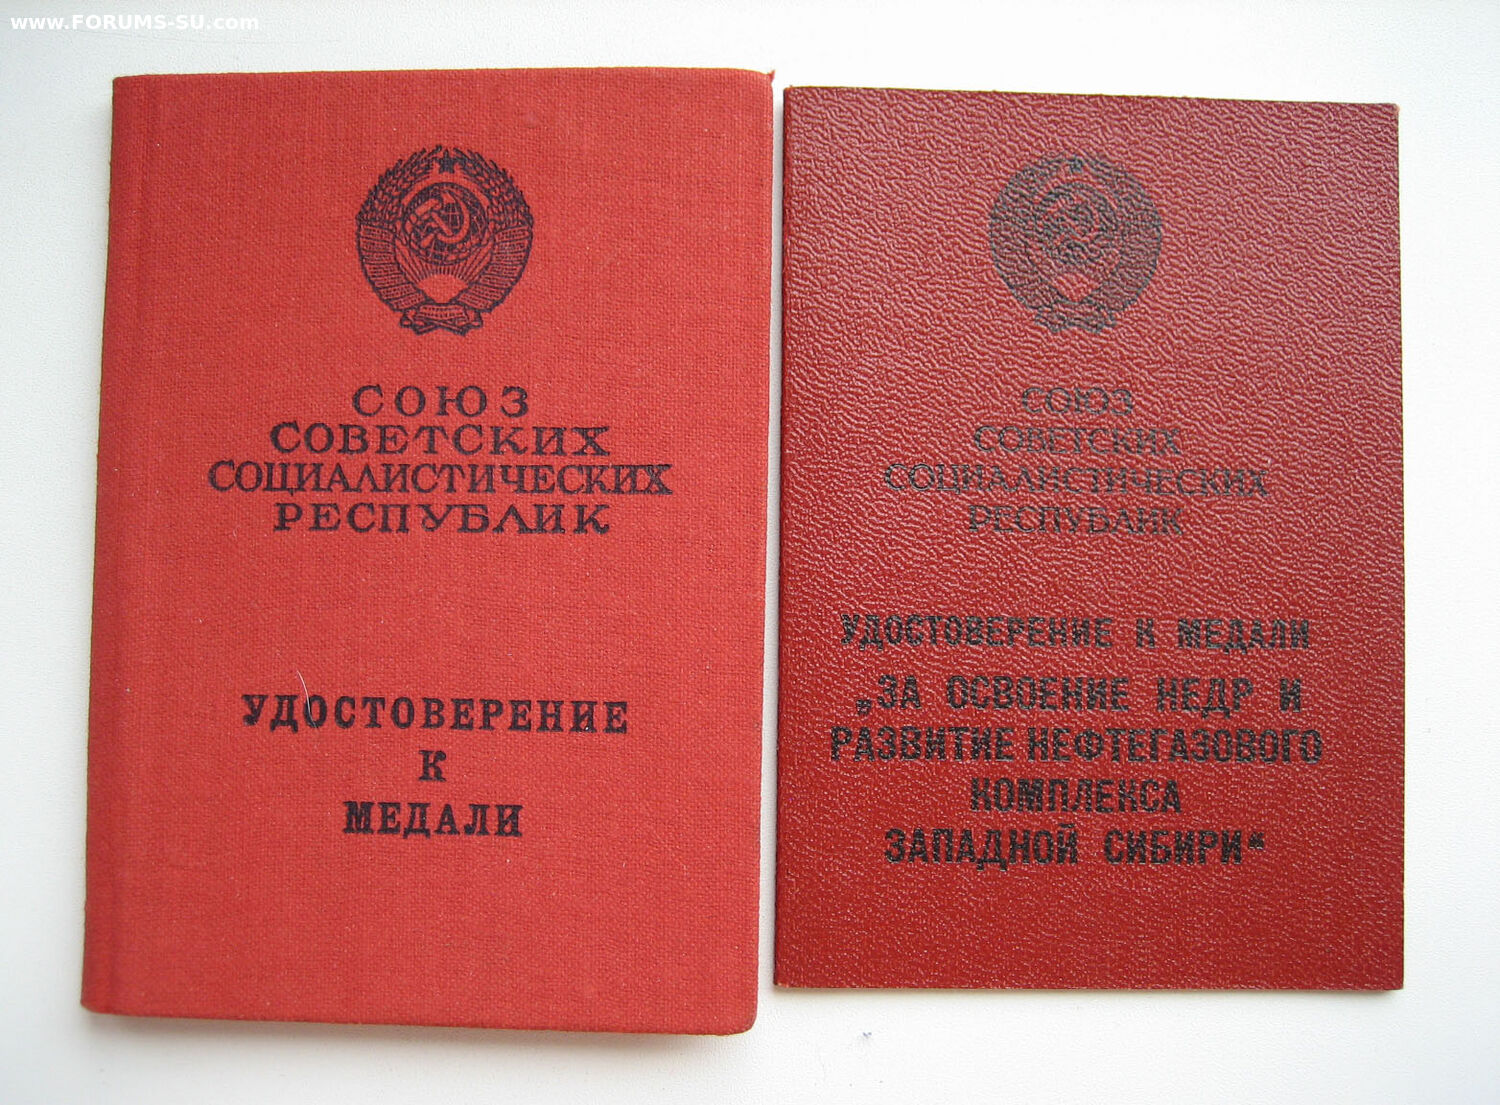 www.FORUMS-SU.com
СОЮЗ
СОВЕТСКИХ
СОЦИАЛИСТИЧЕСКИХ
РЕСПУБЛИК
УДОСТОВЕРЕНИЕ
К
МЕДАЛИ
СОЮЗ
СОВЕТСКИХ
СОЦИАЛИСТИЧЕСКИХ
РЕСПУБЛИК
УДОСТОВЕРЕНИЕ К МЕДАЛИ
„ЗА ОСВОЕНИЕ НЕДР И
РАЗВИТИЕ НЕФТЕГАЗОВОГО
КОМПЛЕКСА
ЗАПАДНОЙ СИБИРИ“